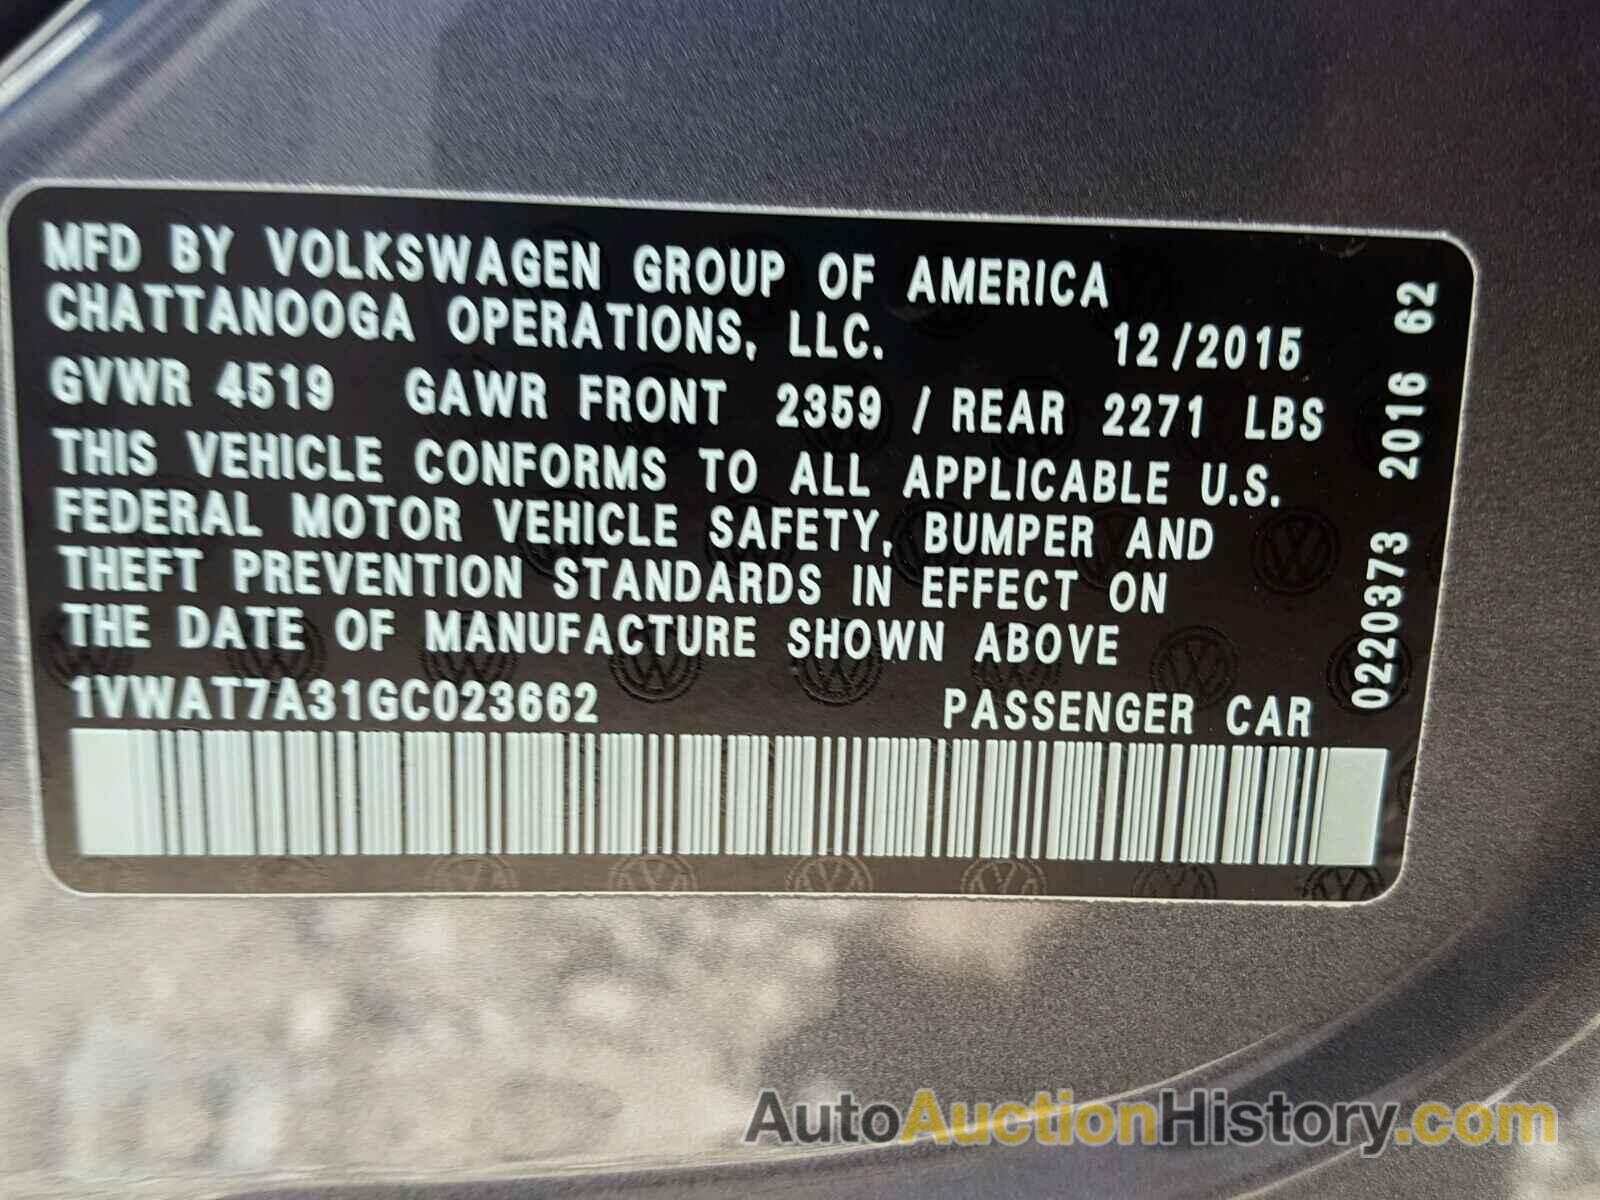 MFD BY VOLKSWAGEN GROUP OF AMERICA
CHATTANOOGA OPERATIONS, LLC. 12/2015
GVWR 4519 GAWR FRONT 2359 / REAR 2271 LBS
THIS VEHICLE CONFORMS TO ALL APPLICABLE U.S.
FEDERAL MOTOR VEHICLE SAFETY, BUMPER AND
THEFT PREVENTION STANDARDS IN EFFECT ON
THE DATE OF MANUFACTURE SHOWN ABOVE
1VWAT7A31GC023662 PASSENGER CAR
0220373 2016 62
AutoAuctionHistory.com